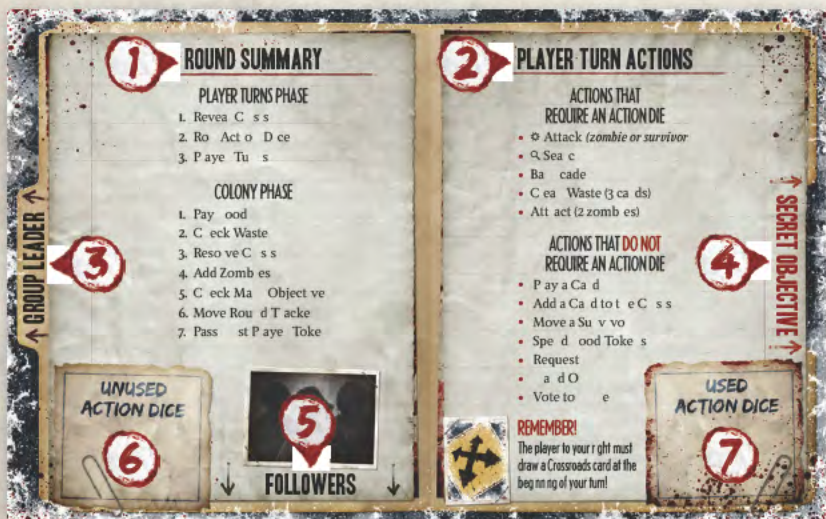 1
ROUND SUMMARY
PLAYER TURNS PHASE
1. Revea C s s
2. Ro Act o D ce
3. P aye Tu s
COLONY PHASE
1. Pay ood
2. C eck Waste
3. Reso ve C s s
4. Add Zomb es
5. C eck Ma Object ve
6. Move Rou d T acke
7. Pass st P aye Toke
GROUP LEADER
3
UNUSED
ACTION DICE
6
5
FOLLOWERS
2
PLAYER TURN ACTIONS
ACTIONS THAT
REQUIRE AN ACTION DIE
• Attack (zombie or survivor
• Sea c
• Ba cade
• C ea Waste (3 ca ds)
• Att act (2 zomb es)
ACTIONS THAT DO NOT
REQUIRE AN ACTION DIE
• P ay a Ca d
• Add a Ca d to t e C s s
• Move a Su v vo
• Spe d ood Toke s
• Request
• a d O
• Vote to e
REMEMBER!
The player to your r ght must
draw a Crossroads card at the
beg nn ng of your turn!
4
SECRET OBJECTIVE
USED
ACTION DICE
7